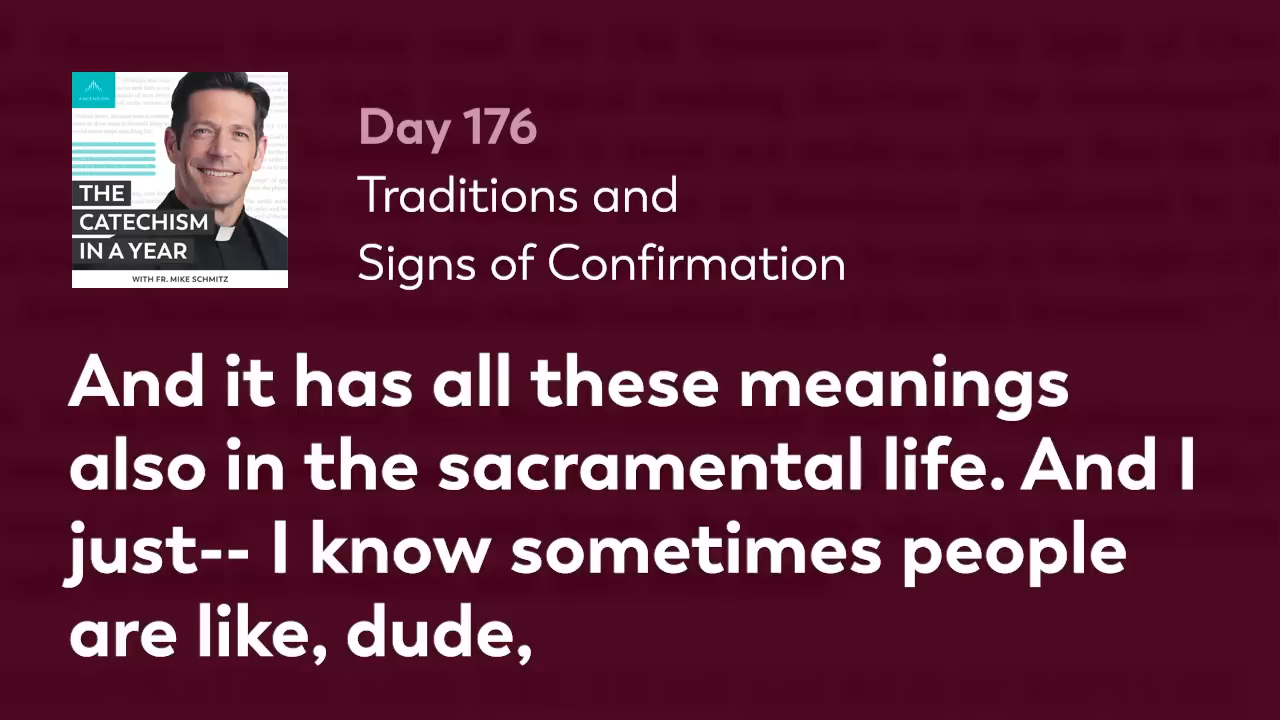 ASCENSION
THE
CATECHISM
IN A YEAR
WITH FR. MIKE SCHMITZ
Day 176
Traditions and
Signs of Confirmation
And it has all these meanings
also in the sacramental life. And I
just-- I know sometimes people
are like, dude,